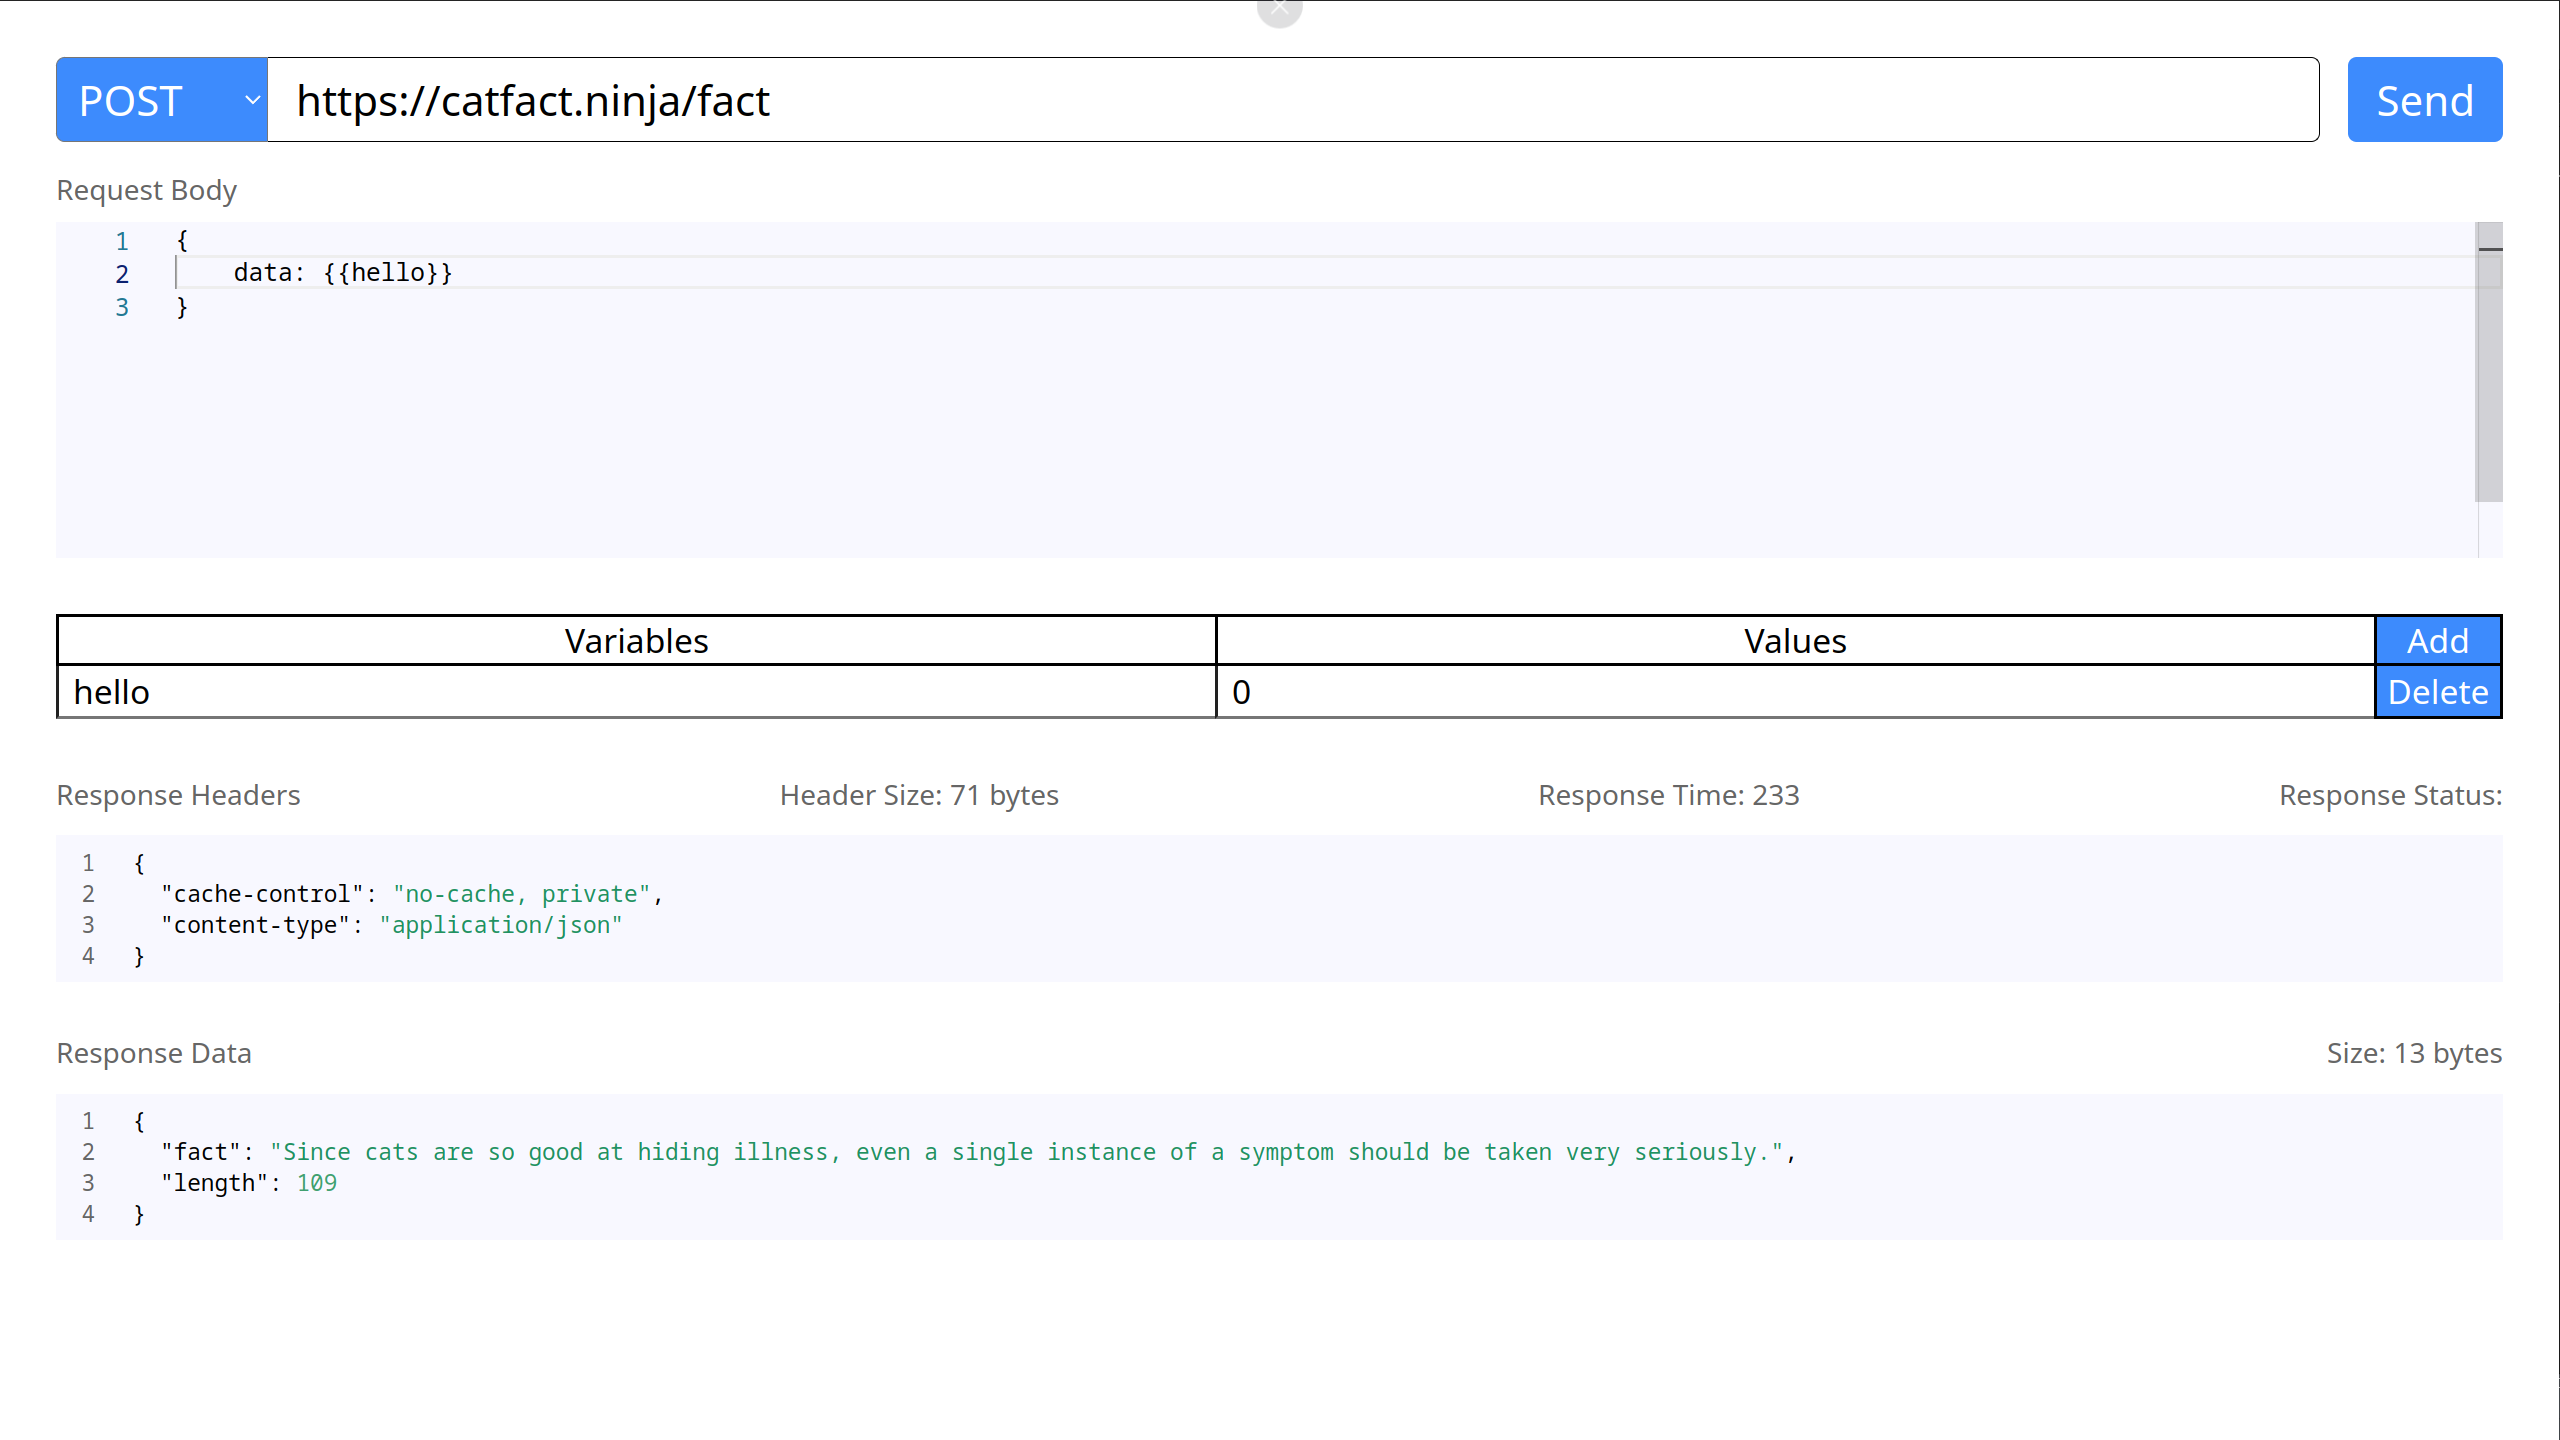 POST https://catfact.ninja/fact Send
Request Body
1 {
2     data: {{hello}}
3 }
Variables Values Add
hello 0 Delete
Response Headers Header Size: 71 bytes Response Time: 233 Response Status:
1 {
2   "cache-control": "no-cache, private",
3   "content-type": "application/json"
4 }
Response Data Size: 13 bytes
1 {
2   "fact": "Since cats are so good at hiding illness, even a single instance of a symptom should be taken very seriously.",
3   "length": 109
4 }